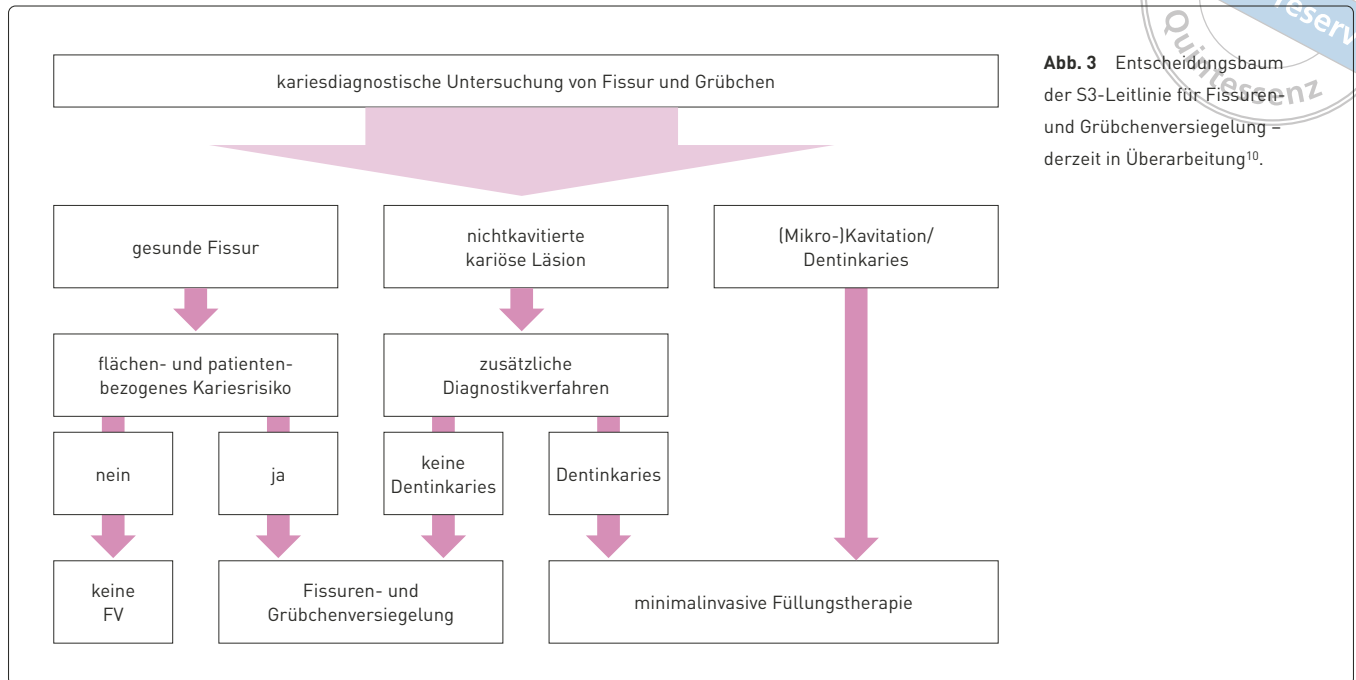 reserv
Quintessenz
kariesdiagnostische Untersuchung von Fissur und Grübchen
Abb. 3 Entscheidungsbaum
der S3-Leitlinie für Fissuren-
und Grübchenversiegelung –
derzeit in Überarbeitung¹⁰.
gesunde Fissur
nichtkavitierte
kariöse Läsion
(Mikro-)Kavitation/
Dentinkaries
flächen- und patienten-
bezogenes Kariesrisiko
zusätzliche
Diagnostikverfahren
nein
ja
keine
Dentinkaries
Dentinkaries
keine
FV
Fissuren- und
Grübchenversiegelung
minimalinvasive Füllungstherapie